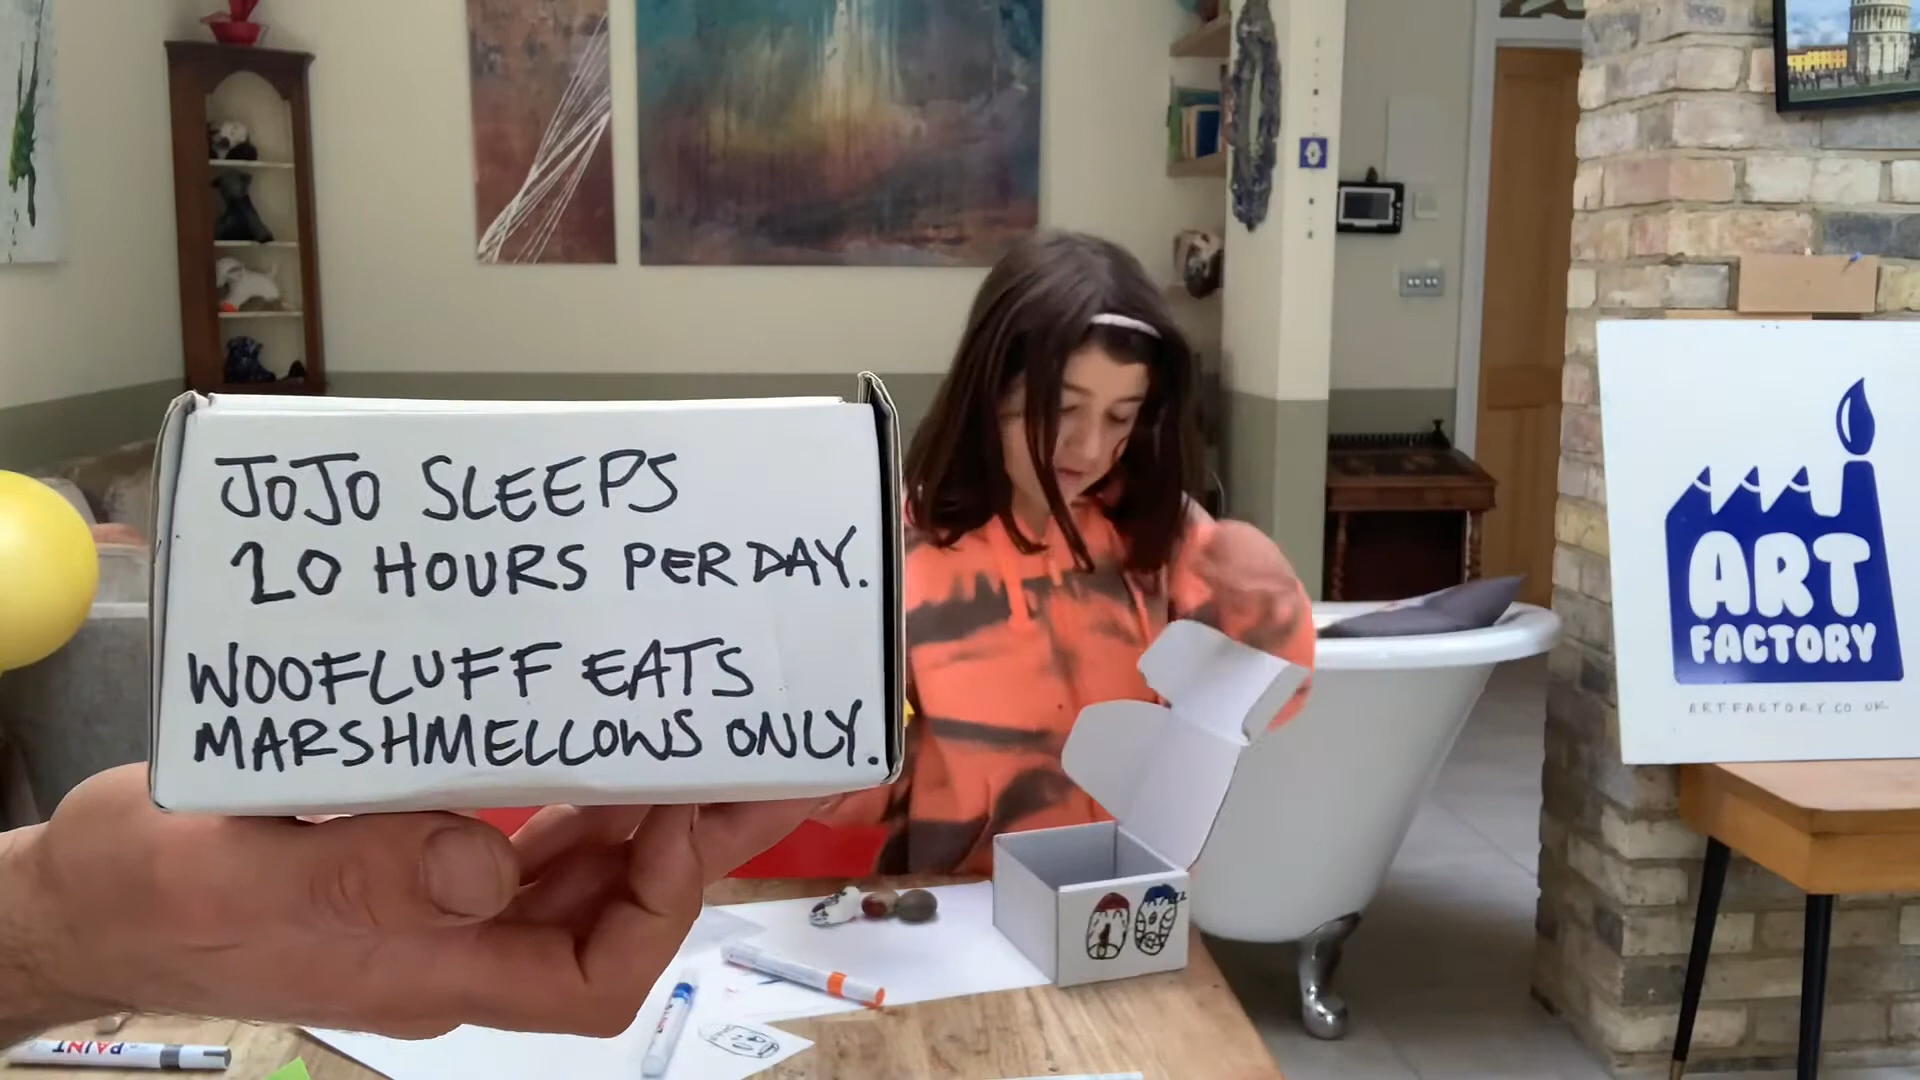 JOJO SLEEPS
20 HOURS PER DAY.
WOOFLUFF EATS
MARSHMELLOWS ONLY.
ART
FACTORY
ARTFACTORY.CO.UK
PAINT